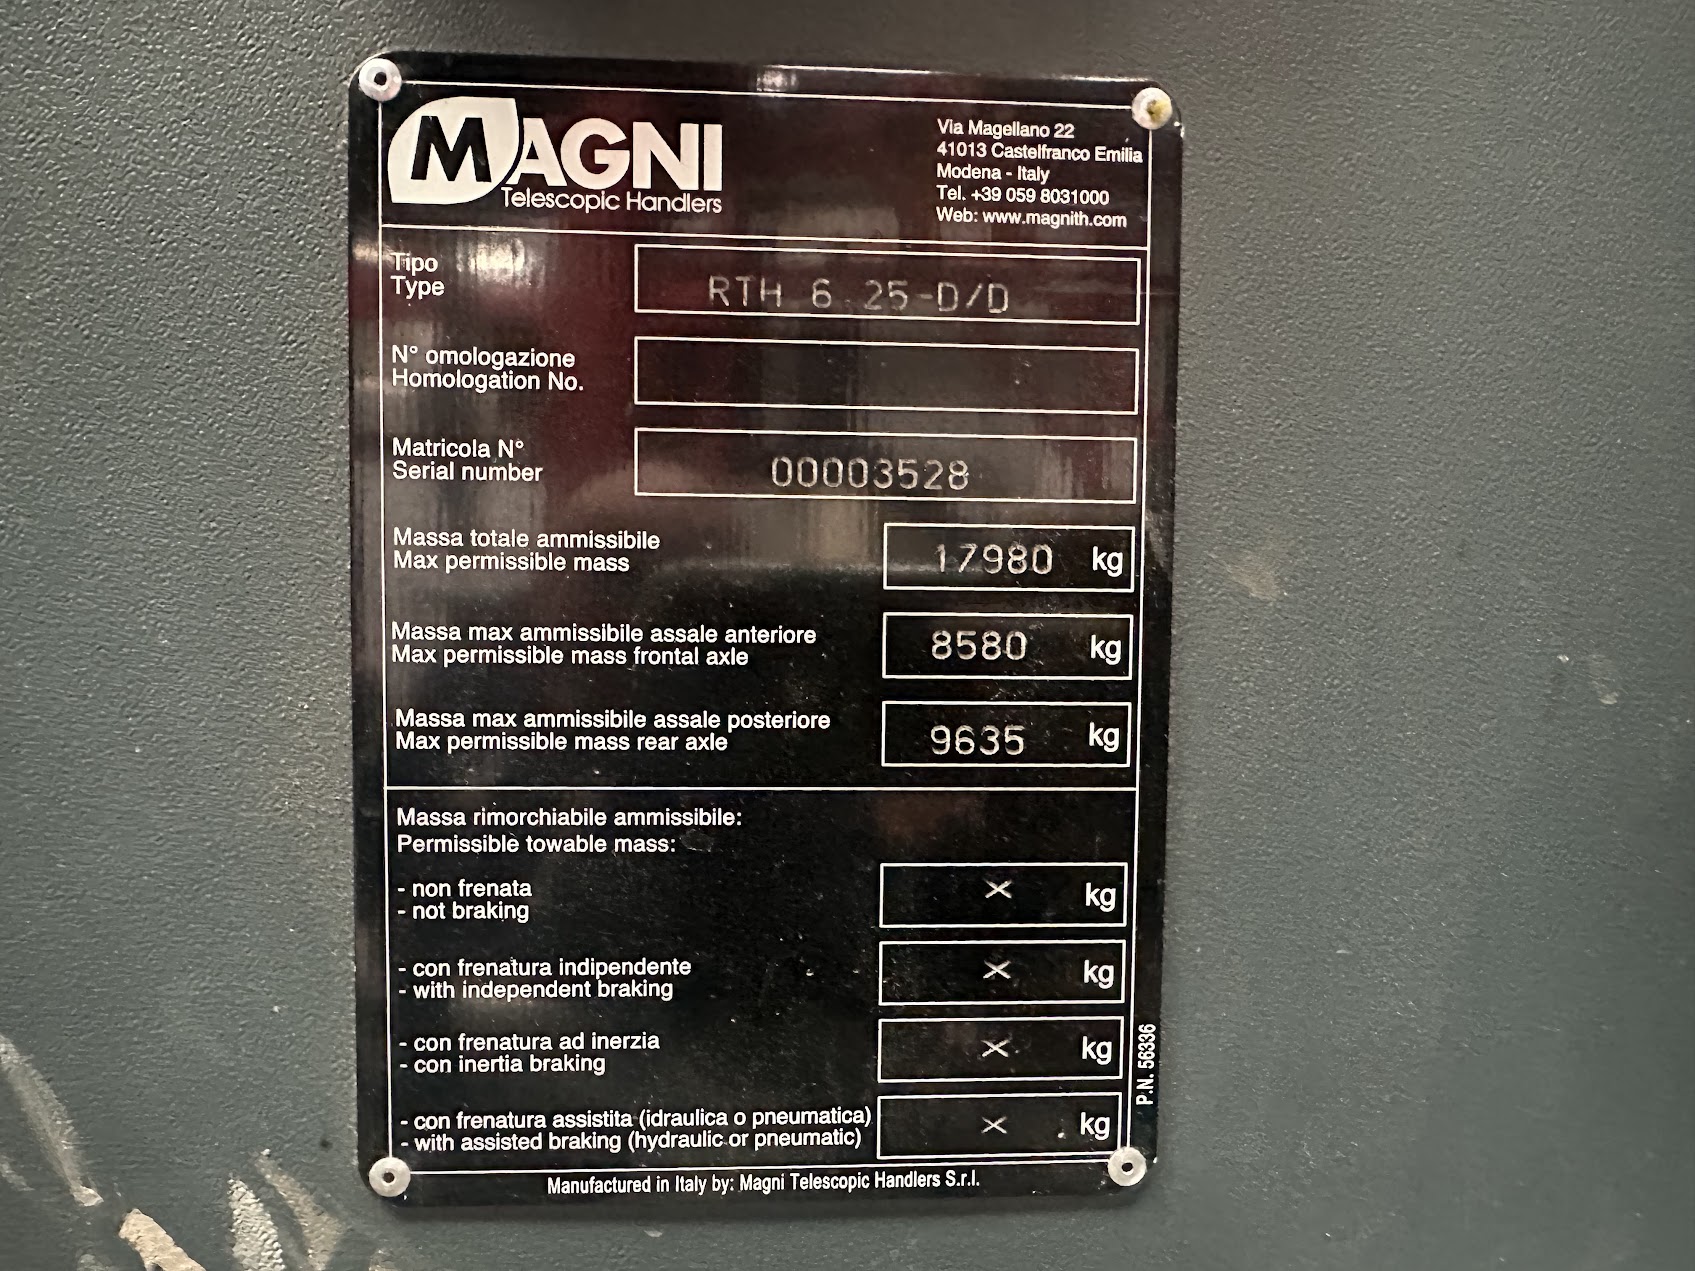 MAGNI
Telescopic Handlers
Via Magellano 22
41013 Castelfranco Emilia
Modena - Italy
Tel. +39 059 8031000
Web: www.magnith.com
Tipo
Type
RTH 6.25-D/D
N° omologazione
Homologation No.
Matricola N°
Serial number
00003528
Massa totale ammissibile
Max permissible mass
17980 kg
Massa max ammissibile assale anteriore
Max permissible mass frontal axle
8580 kg
Massa max ammissibile assale posteriore
Max permissible mass rear axle
9635 kg
Massa rimorchiabile ammissibile:
Permissible towable mass:
- non frenata
- not braking
X kg
- con frenatura indipendente
- with independent braking
X kg
- con frenatura ad inerzia
- con inertia braking
X kg
- con frenatura assistita (idraulica o pneumatica)
- with assisted braking (hydraulic or pneumatic)
X kg
P.N. 56336
Manufactured in Italy by: Magni Telescopic Handlers S.r.l.